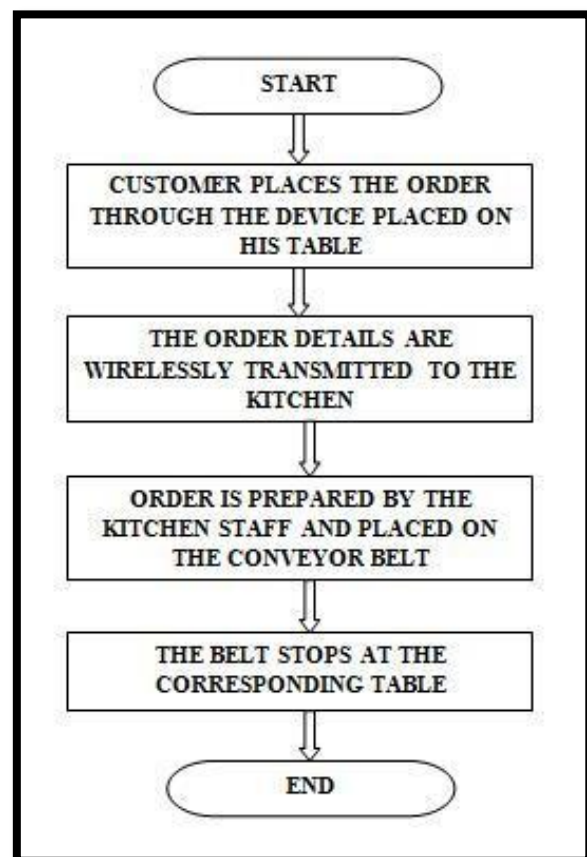 START
CUSTOMER PLACES THE ORDER
THROUGH THE DEVICE PLACED ON
HIS TABLE
THE ORDER DETAILS ARE
WIRELESSLY TRANSMITTED TO THE
KITCHEN
ORDER IS PREPARED BY THE
KITCHEN STAFF AND PLACED ON
THE CONVEYOR BELT
THE BELT STOPS AT THE
CORRESPONDING TABLE
END